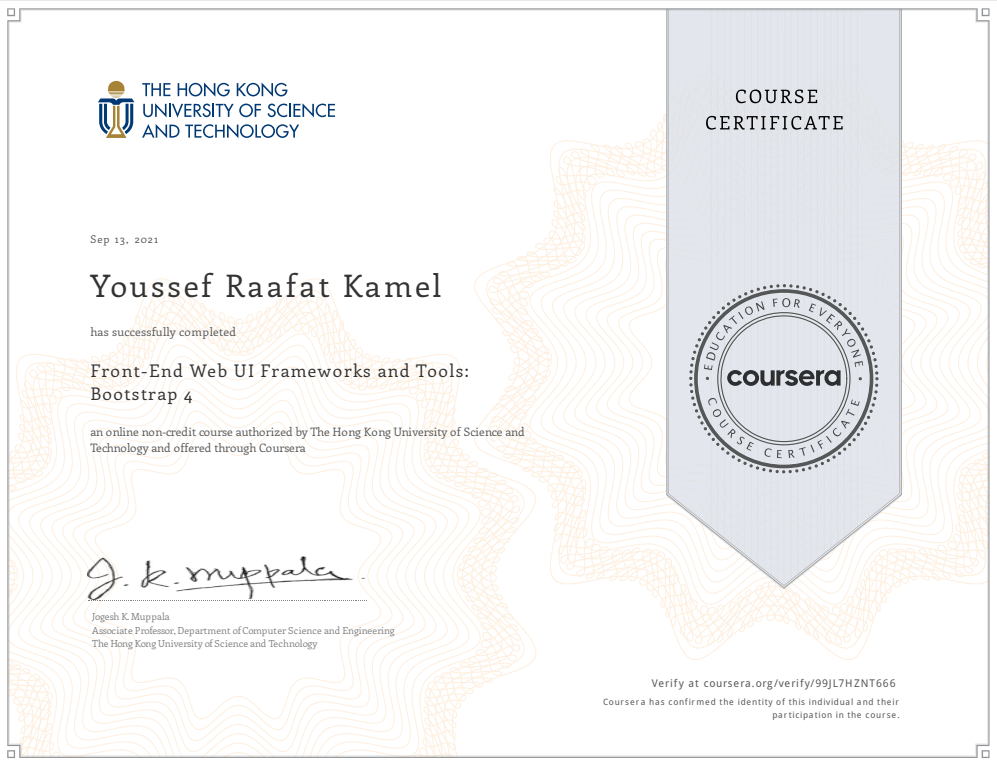 THE HONG KONG
UNIVERSITY OF SCIENCE
AND TECHNOLOGY
COURSE
CERTIFICATE
Sep 13, 2021
Youssef Raafat Kamel
has successfully completed
Front-End Web UI Frameworks and Tools:
Bootstrap 4
an online non-credit course authorized by The Hong Kong University of Science and
Technology and offered through Coursera
EDUCATION FOR EVERYONE
coursera
COURSE CERTIFICATE
J. K. Muppala
Jogesh K. Muppala
Associate Professor, Department of Computer Science and Engineering
The Hong Kong University of Science and Technology
Verify at coursera.org/verify/99JL7HZNT666
Coursera has confirmed the identity of this individual and their
participation in the course.